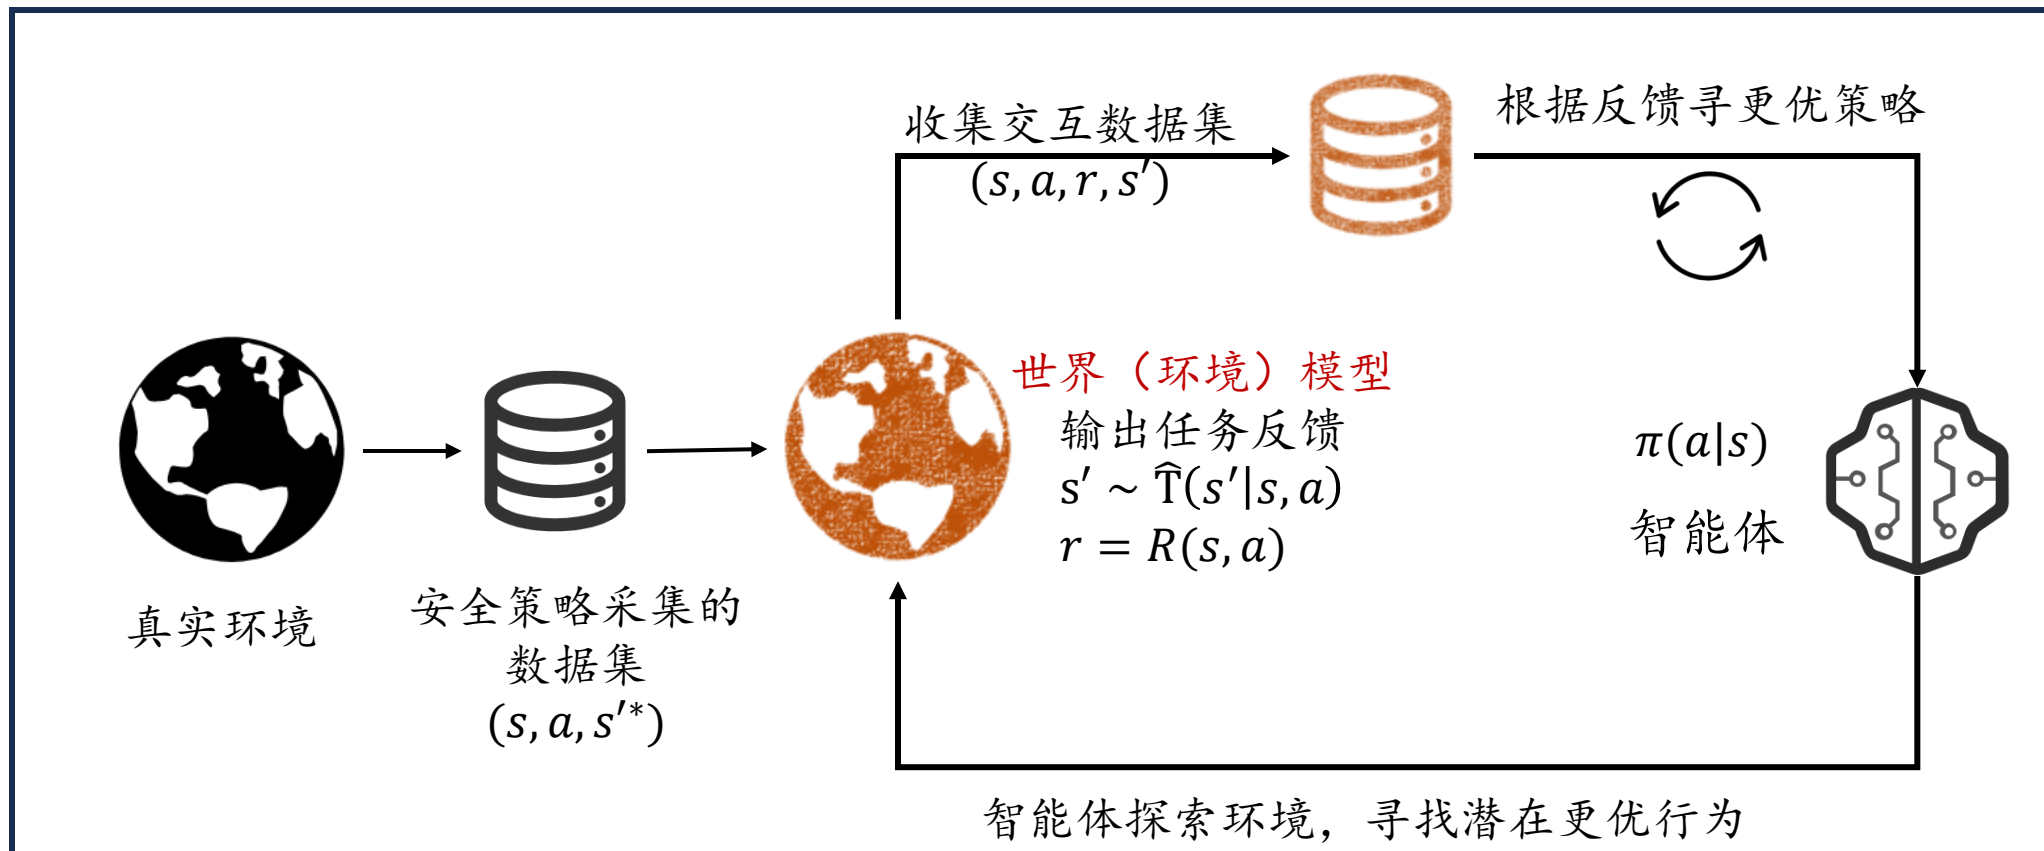 收集交互数据集
(s, a, r, s′)
根据反馈寻更优策略
世界（环境）模型
输出任务反馈
s′ ~ T̂(s′|s, a)
r = R(s, a)
π(a|s)
智能体
真实环境
安全策略采集的
数据集
(s, a, s′*)
智能体探索环境，寻找潜在更优行为